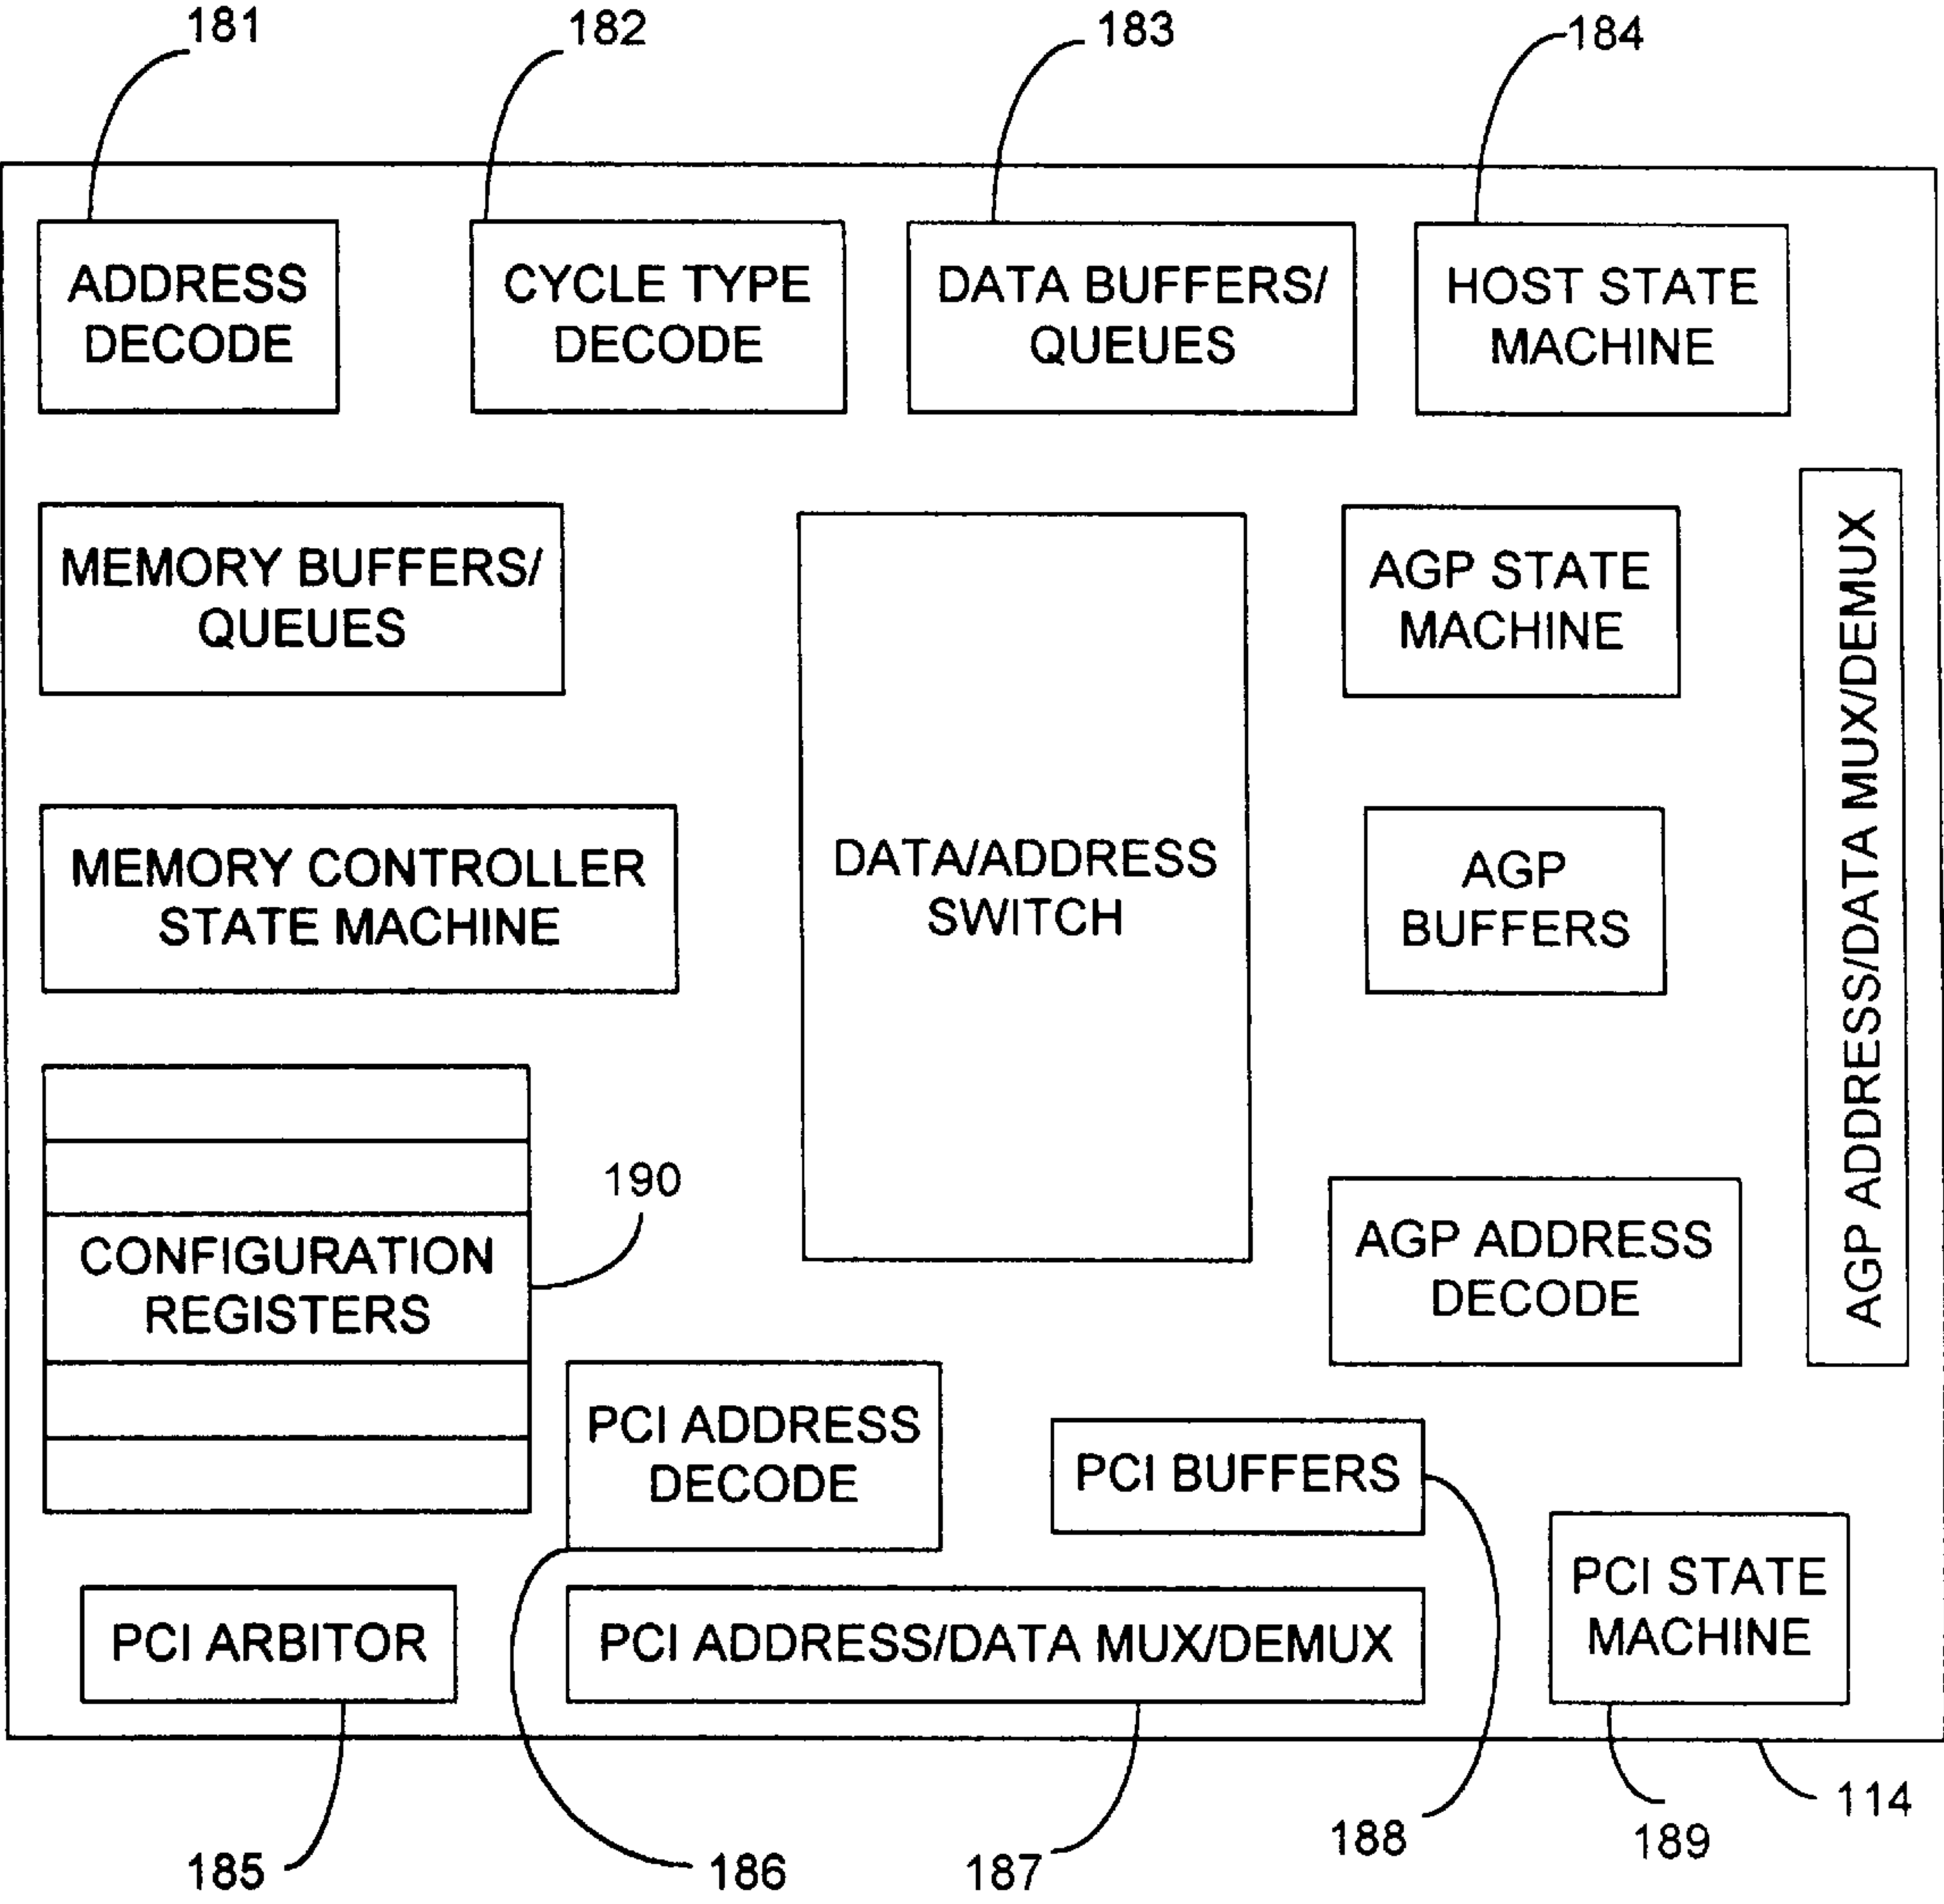 181
182
183
184
ADDRESS
DECODE
CYCLE TYPE
DECODE
DATA BUFFERS/
QUEUES
HOST STATE
MACHINE
MEMORY BUFFERS/
QUEUES
AGP STATE
MACHINE
AGP ADDRESS/DATA MUX/DEMUX
MEMORY CONTROLLER
STATE MACHINE
DATA/ADDRESS
SWITCH
AGP
BUFFERS
CONFIGURATION
REGISTERS
190
AGP ADDRESS
DECODE
PCI ADDRESS
DECODE
PCI BUFFERS
PCI STATE
MACHINE
PCI ARBITOR
PCI ADDRESS/DATA MUX/DEMUX
185
186
187
188
189
114